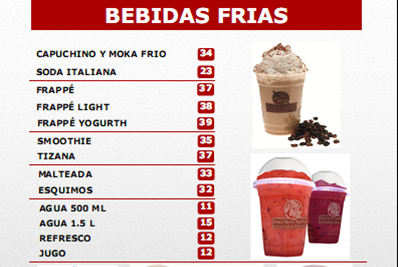 BEBIDAS FRIAS
CAPUCHINO Y MOKA FRIO 34
SODA ITALIANA 23
FRAPPÉ 37
FRAPPÉ LIGHT 38
FRAPPÉ YOGURTH 39
SMOOTHIE 35
TIZANA 37
MALTEADA 33
ESQUIMOS 32
AGUA 500 ML 11
AGUA 1.5 L 15
REFRESCO 12
JUGO 12